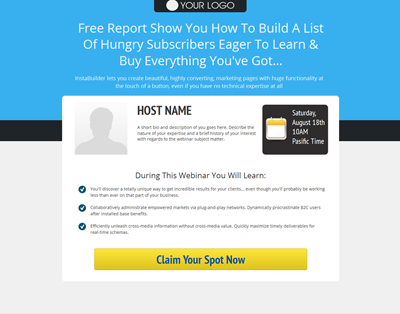 YOUR LOGO
Free Report Show You How To Build A List
Of Hungry Subscribers Eager To Learn &
Buy Everything You've Got...
InstaBuilder lets you create beautiful, highly converting, marketing pages with huge functionality at
the touch of a button, even if you have no technical expertise at all!
HOST NAME
A short bio and description of you goes here. Describe the
nature of your expertise and a brief history of your interest
with regards to the webinar subject matter.
Saturday,
August 18th
10AM
Pasific Time
During This Webinar You Will Learn:
You'll discover a totally unique way to get incredible results for your clients... even though you'll probably be working
less than ever on that part of your business.
Collaboratively administrate empowered markets via plug-and-play networks. Dynamically procrastinate B2C users
after installed base benefits.
Efficiently unleash cross-media information without cross-media value. Quickly maximize timely deliverables for
real-time schemas.
Claim Your Spot Now